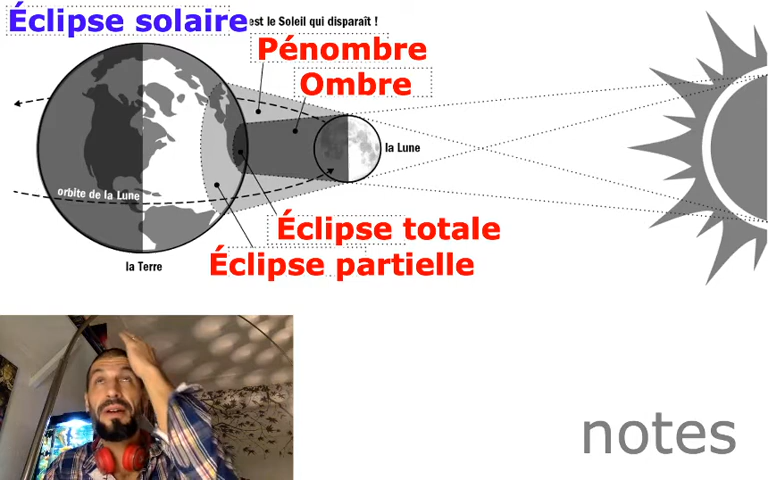 Éclipse solaire
est le Soleil qui disparaît !
Pénombre
Ombre
la Lune
orbite de la Lune
Éclipse totale
Éclipse partielle
la Terre
notes